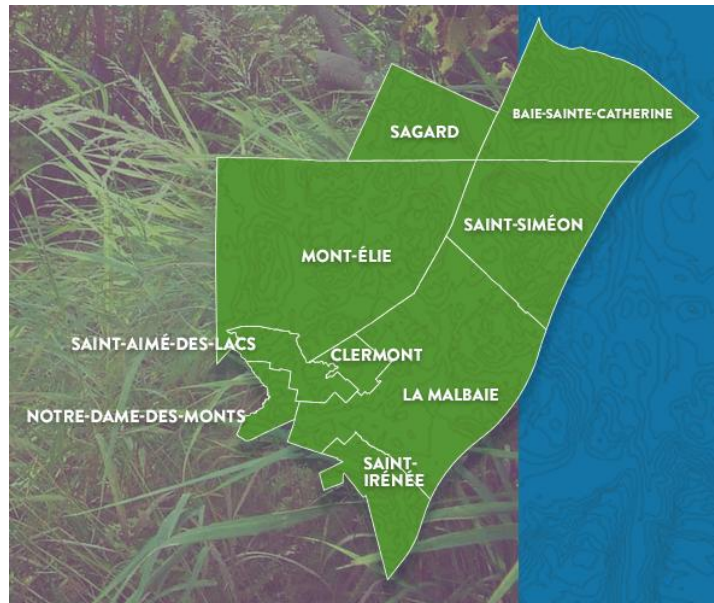 BAIE-SAINTE-CATHERINE
SAGARD
SAINT-SIMÉON
MONT-ÉLIE
SAINT-AIMÉ-DES-LACS
CLERMONT
LA MALBAIE
NOTRE-DAME-DES-MONTS
SAINT-
IRÉNÉE